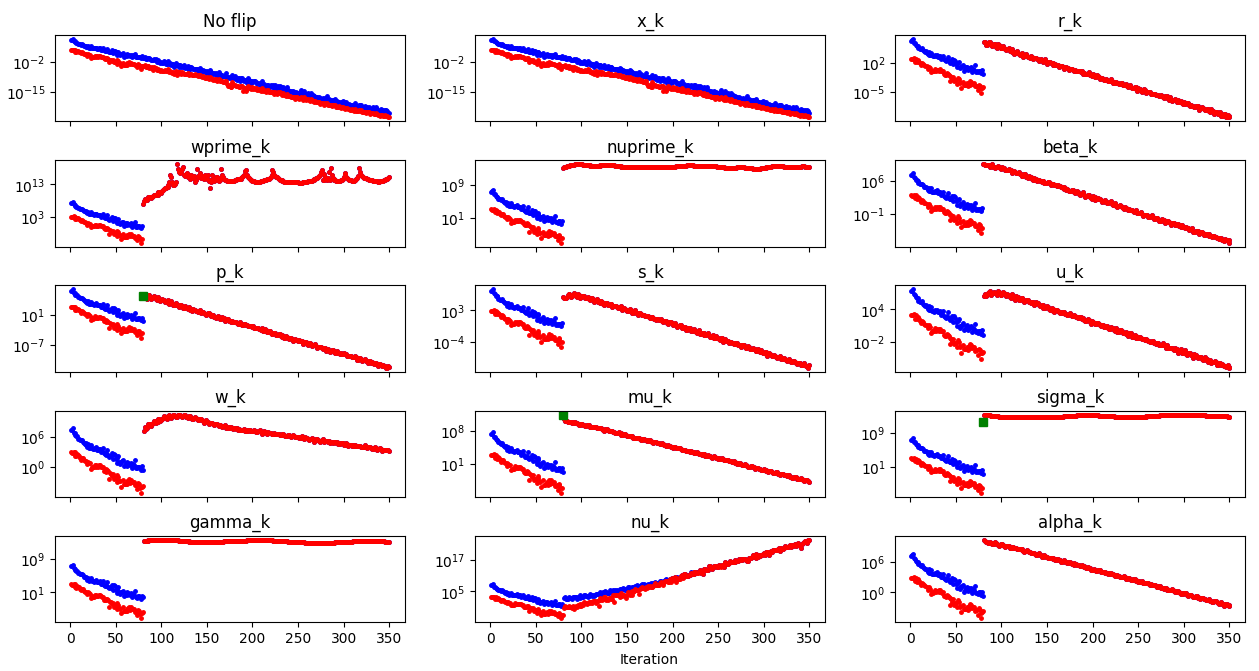 No flip
x_k
r_k
10^-2
10^-15
10^-2
10^-15
10^2
10^-5
wprime_k
nuprime_k
beta_k
10^13
10^3
10^9
10^1
10^6
10^-1
p_k
s_k
u_k
10^1
10^-7
10^3
10^-4
10^4
10^-2
w_k
mu_k
sigma_k
10^6
10^0
10^8
10^1
10^9
10^1
gamma_k
nu_k
alpha_k
10^9
10^1
10^17
10^5
10^6
10^0
0 50 100 150 200 250 300 350
0 50 100 150 200 250 300 350
0 50 100 150 200 250 300 350
Iteration